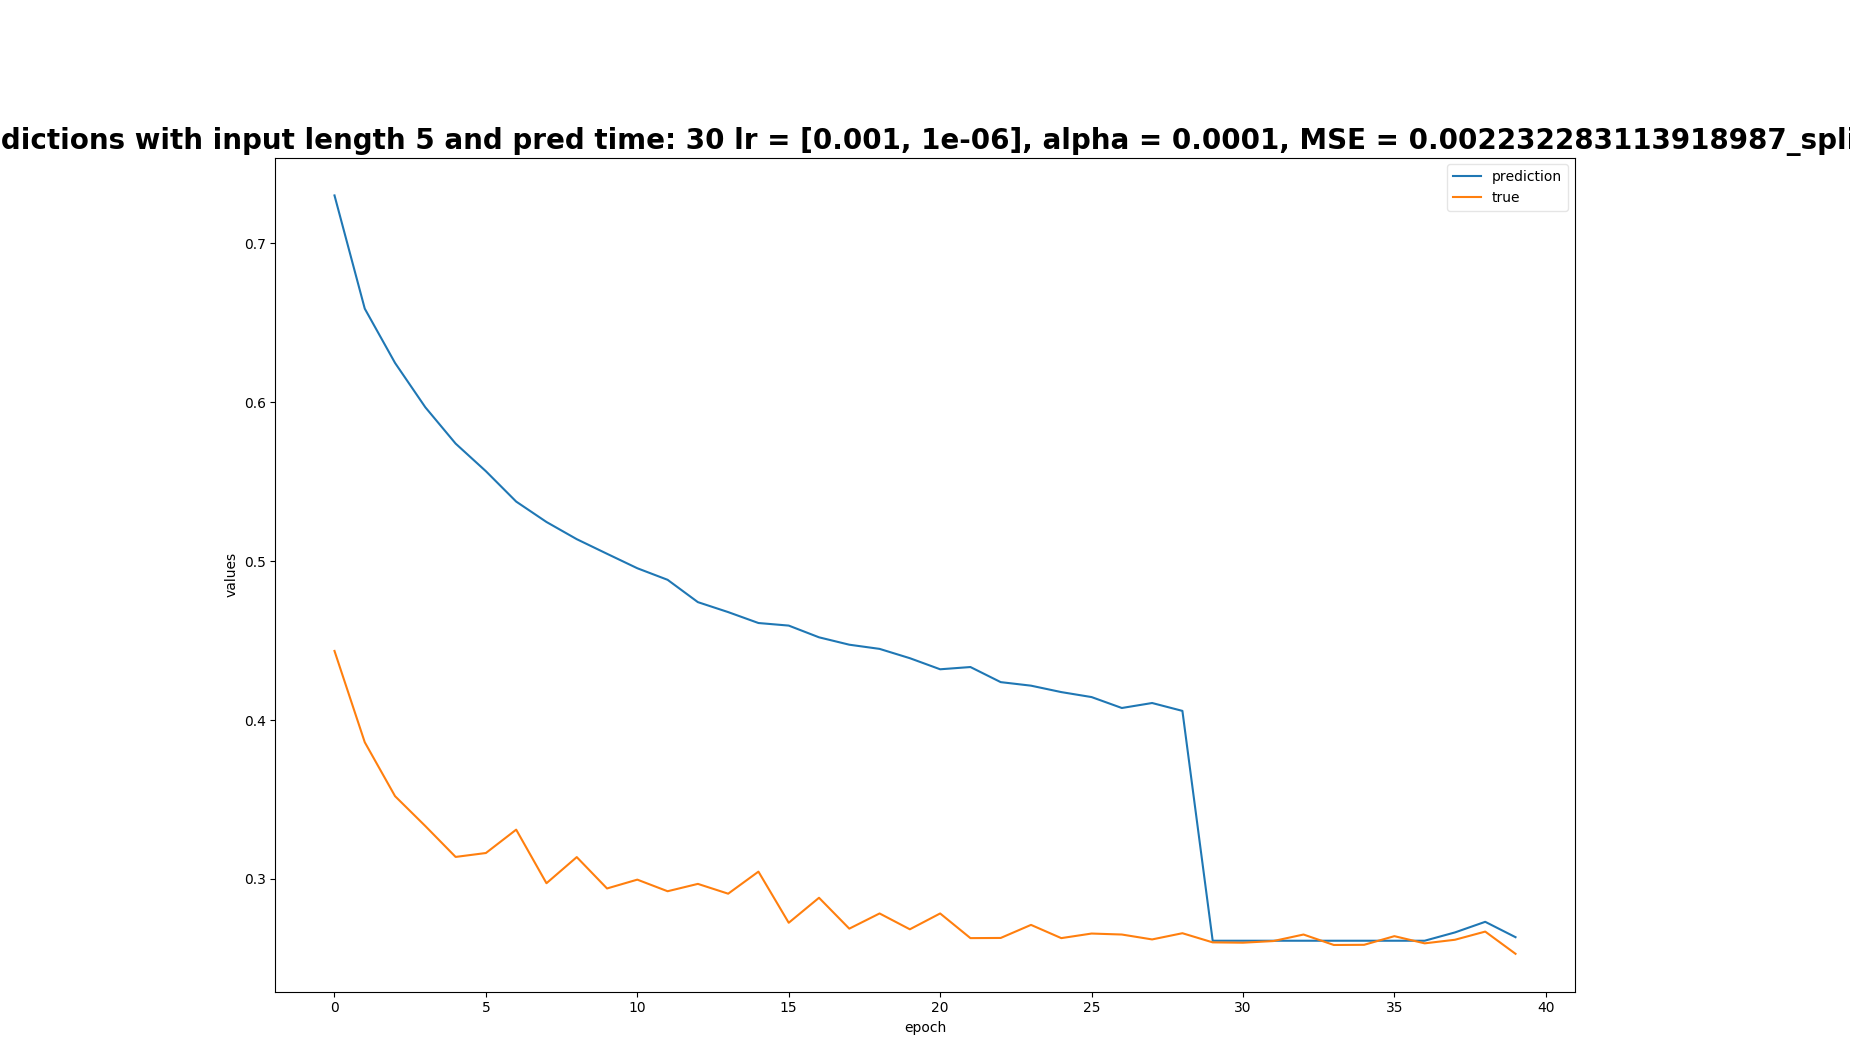 dictions with input length 5 and pred time: 30 lr = [0.001, 1e-06], alpha = 0.0001, MSE = 0.002232283113918987_spli
prediction
true
0.7
0.6
0.5
0.4
0.3
values
0 5 10 15 20 25 30 35 40
epoch